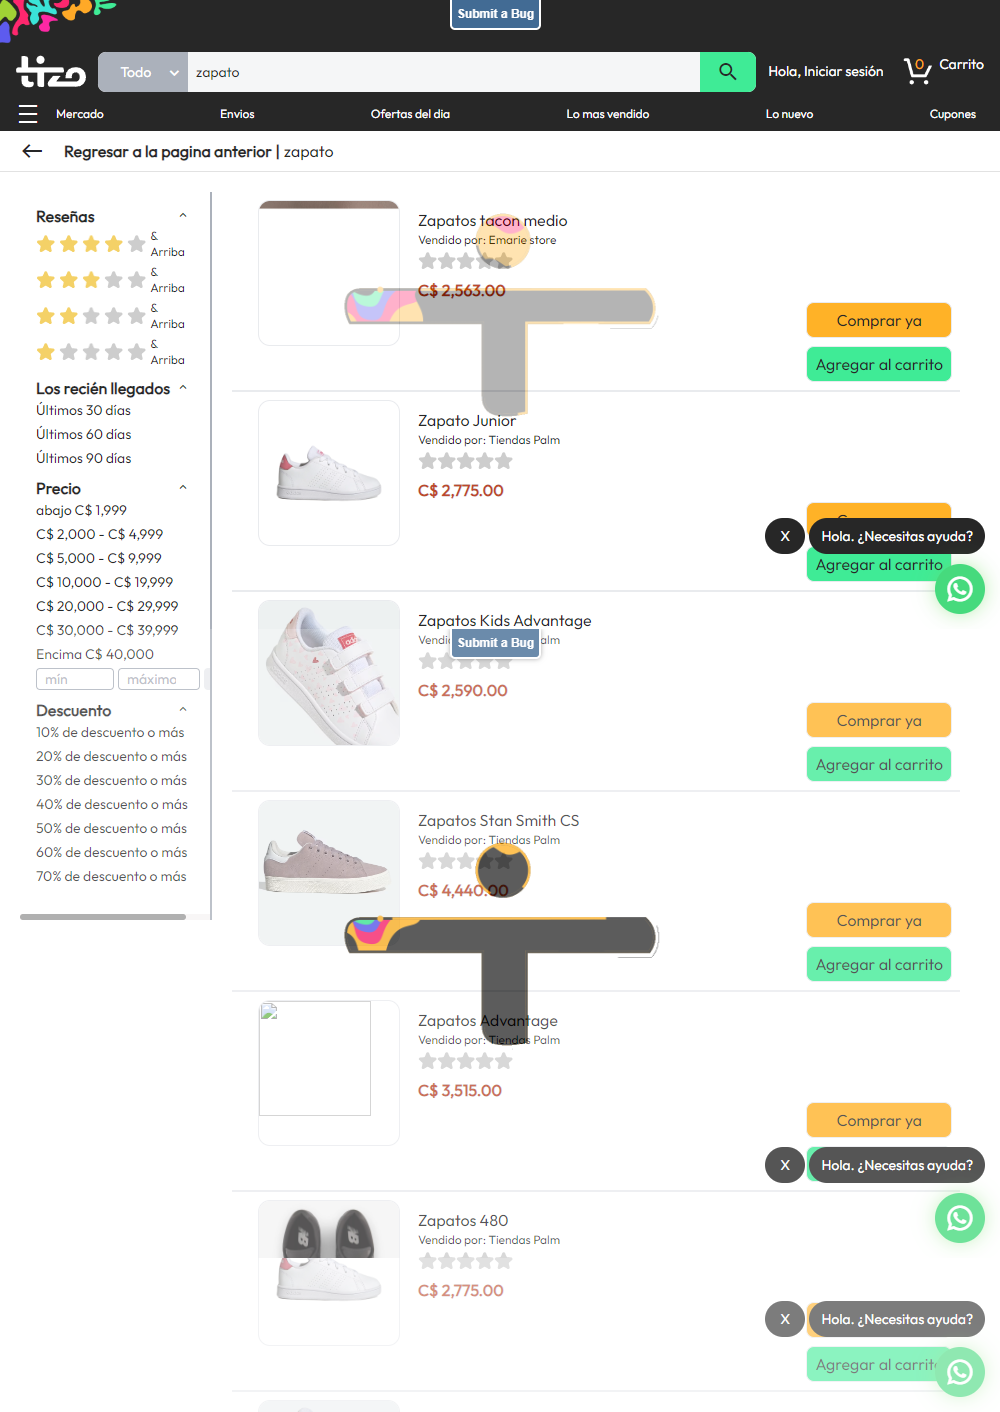 Submit a Bug
tizo
Todo
zapato
Hola, Iniciar sesión
0
Carrito
Mercado
Envios
Ofertas del dia
Lo mas vendido
Lo nuevo
Cupones
Regresar a la pagina anterior | zapato
Reseñas
& Arriba
& Arriba
& Arriba
& Arriba
Los recién llegados
Últimos 30 días
Últimos 60 días
Últimos 90 días
Precio
abajo C$ 1,999
C$ 2,000 - C$ 4,999
C$ 5,000 - C$ 9,999
C$ 10,000 - C$ 19,999
C$ 20,000 - C$ 29,999
C$ 30,000 - C$ 39,999
Encima C$ 40,000
min
máximo
Descuento
10% de descuento o más
20% de descuento o más
30% de descuento o más
40% de descuento o más
50% de descuento o más
60% de descuento o más
70% de descuento o más
Zapatos tacon medio
Vendido por: Emarie store
C$ 2,563.00
Comprar ya
Agregar al carrito
Zapato Junior
Vendido por: Tiendas Palm
C$ 2,775.00
X
Hola. ¿Necesitas ayuda?
Agregar al carrito
Zapatos Kids Advantage
Submit a Bug
C$ 2,590.00
Comprar ya
Agregar al carrito
Zapatos Stan Smith CS
Vendido por: Tiendas Palm
C$ 4,440.00
Comprar ya
Agregar al carrito
Zapatos Advantage
Vendido por: Tiendas Palm
C$ 3,515.00
Comprar ya
X
Hola. ¿Necesitas ayuda?
Zapatos 480
Vendido por: Tiendas Palm
C$ 2,775.00
X
Hola. ¿Necesitas ayuda?
Agregar al carrito